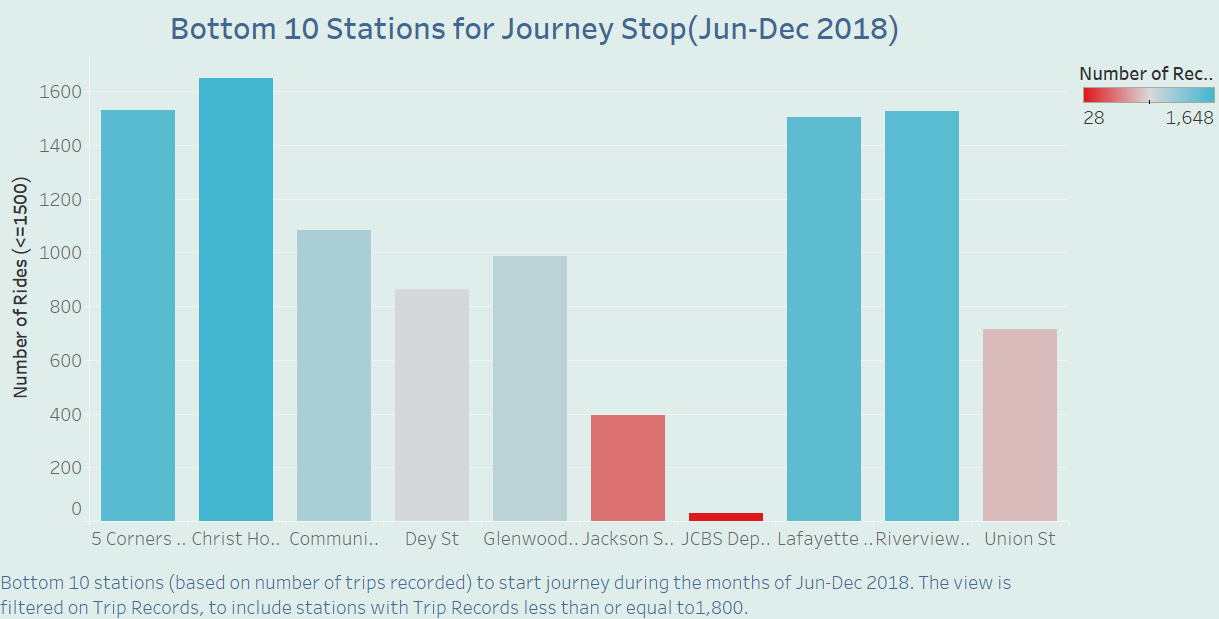 Bottom 10 Stations for Journey Stop(Jun-Dec 2018)
Number of Rec..
28 1,648
Number of Rides (<=1500)
1600
1400
1200
1000
800
600
400
200
0
5 Corners .. Christ Ho.. Communi.. Dey St Glenwood.. Jackson S.. JCBS Dep.. Lafayette .. Riverview.. Union St
Bottom 10 stations (based on number of trips recorded) to start journey during the months of Jun-Dec 2018. The view is
filtered on Trip Records, to include stations with Trip Records less than or equal to1,800.